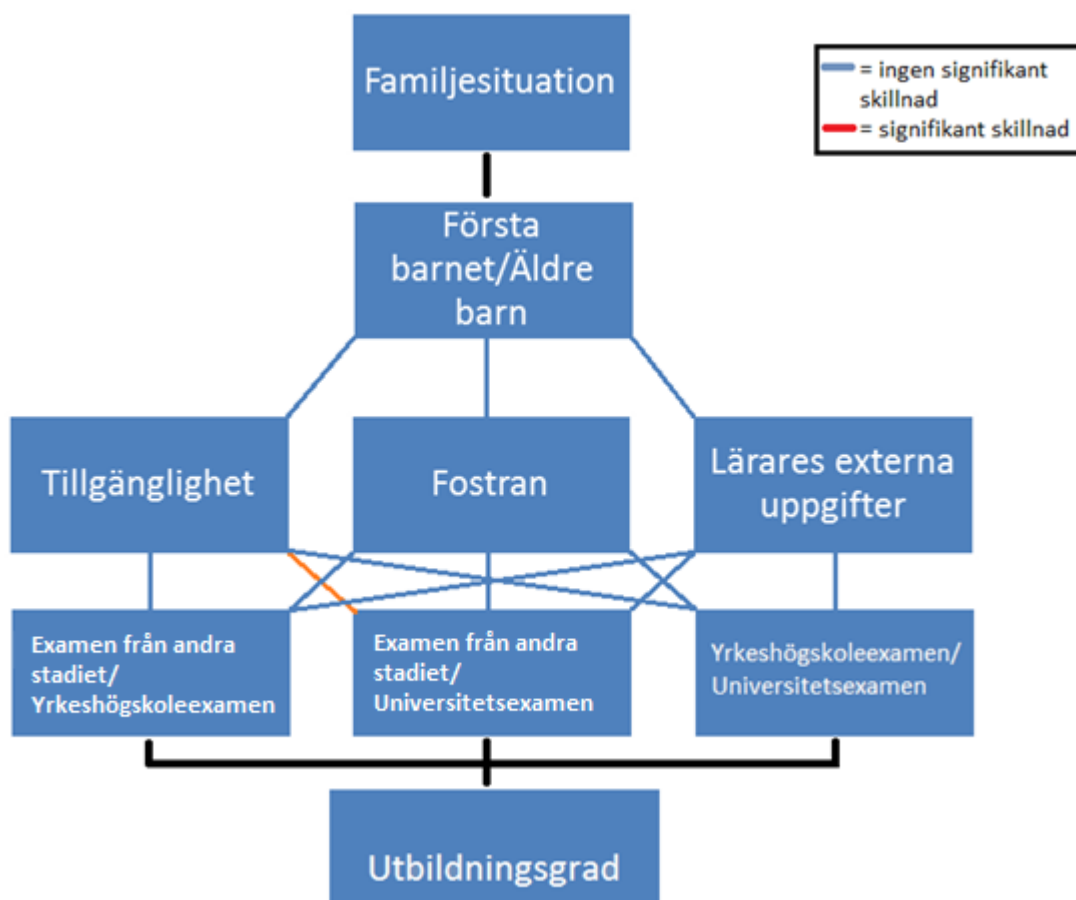 Familjesituation
= ingen signifikant
skillnad
= signifikant skillnad
Första
barnet/Äldre
barn
Tillgänglighet
Fostran
Lärares externa
uppgifter
Examen från andra
stadiet/
Yrkeshögskoleexamen
Examen från andra
stadiet/
Universitetsexamen
Yrkeshögskoleexamen/
Universitetsexamen
Utbildningsgrad